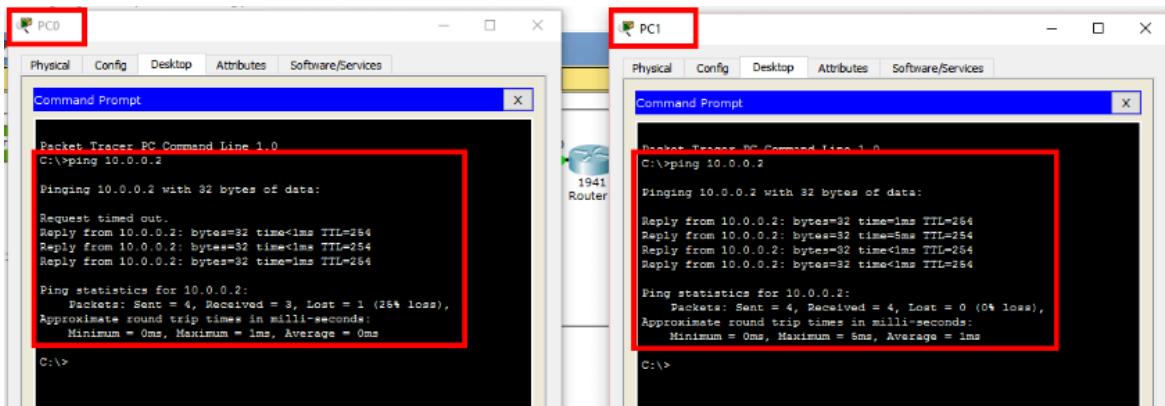 PC0
Physical Config Desktop Attributes Software/Services
Command Prompt
X
Packet Tracer PC Command Line 1.0
C:\>ping 10.0.0.2
Pinging 10.0.0.2 with 32 bytes of data:
Request timed out.
Reply from 10.0.0.2: bytes=32 time<1ms TTL=254
Reply from 10.0.0.2: bytes=32 time<1ms TTL=254
Reply from 10.0.0.2: bytes=32 time=1ms TTL=254
Ping statistics for 10.0.0.2:
Packets: Sent = 4, Received = 3, Lost = 1 (25% loss),
Approximate round trip times in milli-seconds:
Minimum = 0ms, Maximum = 1ms, Average = 0ms
C:\>
1941
Router
PC1
Physical Config Desktop Attributes Software/Services
Command Prompt
X
Packet Tracer PC Command Line 1.0
C:\>ping 10.0.0.2
Pinging 10.0.0.2 with 32 bytes of data:
Reply from 10.0.0.2: bytes=32 time=1ms TTL=254
Reply from 10.0.0.2: bytes=32 time=5ms TTL=254
Reply from 10.0.0.2: bytes=32 time<1ms TTL=254
Reply from 10.0.0.2: bytes=32 time<1ms TTL=254
Ping statistics for 10.0.0.2:
Packets: Sent = 4, Received = 4, Lost = 0 (0% loss),
Approximate round trip times in milli-seconds:
Minimum = 0ms, Maximum = 5ms, Average = 1ms
C:\>